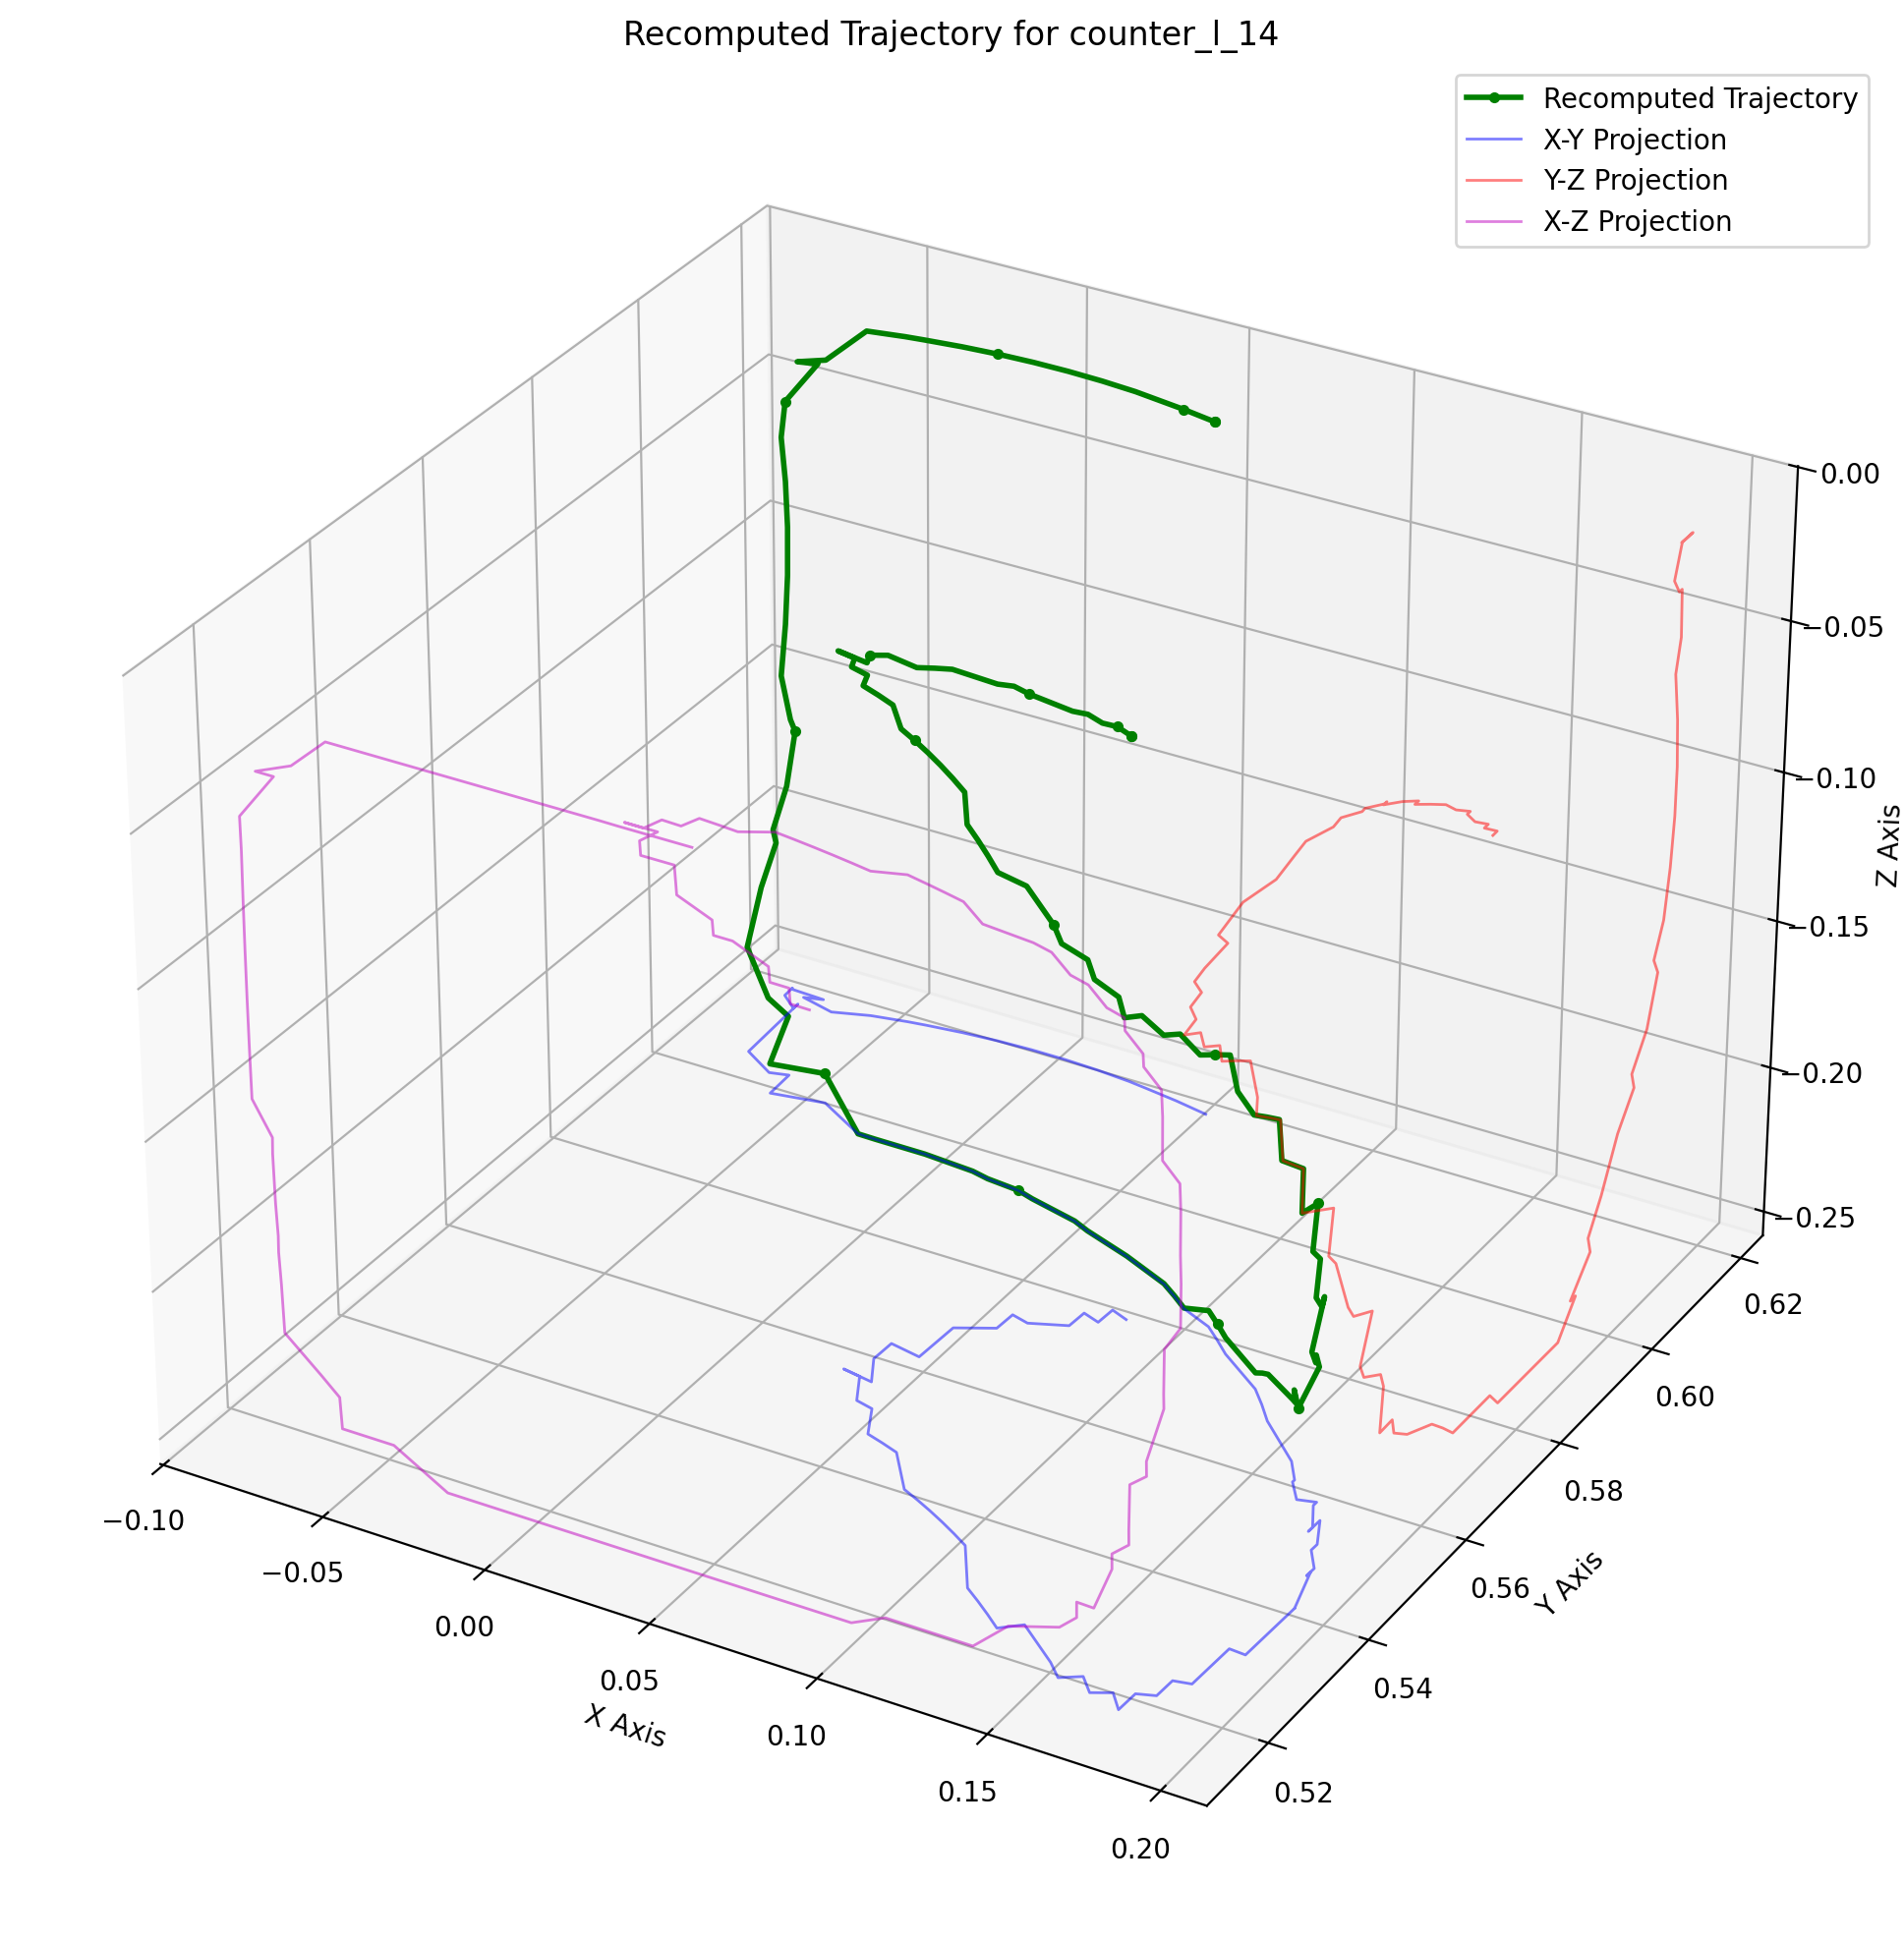 Recomputed Trajectory for counter_l_14
Recomputed Trajectory
X-Y Projection
Y-Z Projection
X-Z Projection
0.00
−0.05
−0.10
−0.15
−0.20
−0.25
Z Axis
0.62
0.60
0.58
0.56
0.54
0.52
Y Axis
−0.10
−0.05
0.00
0.05
0.10
0.15
0.20
X Axis